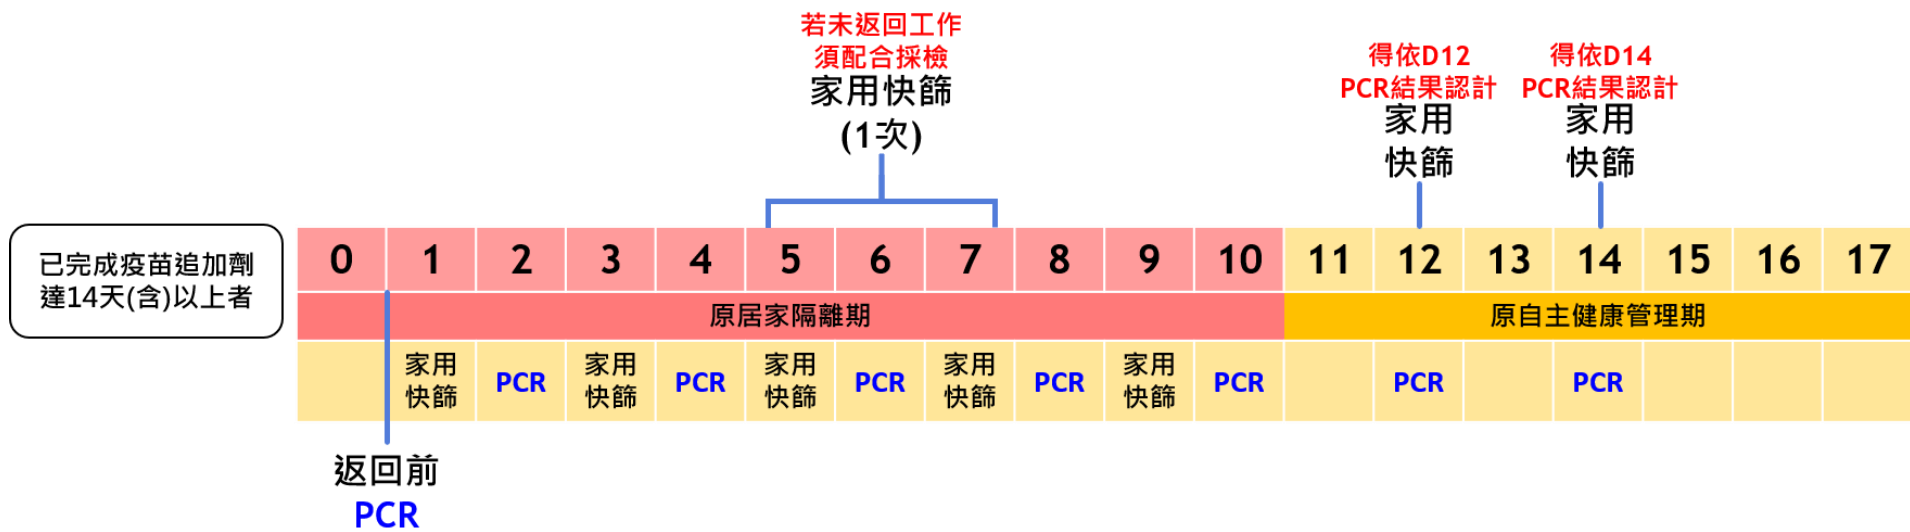 若未返回工作
須配合採檢
家用快篩
(1次)
得依D12
PCR結果認計
家用
快篩
得依D14
PCR結果認計
家用
快篩
已完成疫苗追加劑
達14天(含)以上者
0 1 2 3 4 5 6 7 8 9 10 11 12 13 14 15 16 17
原居家隔離期 原自主健康管理期
家用
快篩
PCR
家用
快篩
PCR
家用
快篩
PCR
家用
快篩
PCR
家用
快篩
PCR
PCR
PCR
返回前
PCR